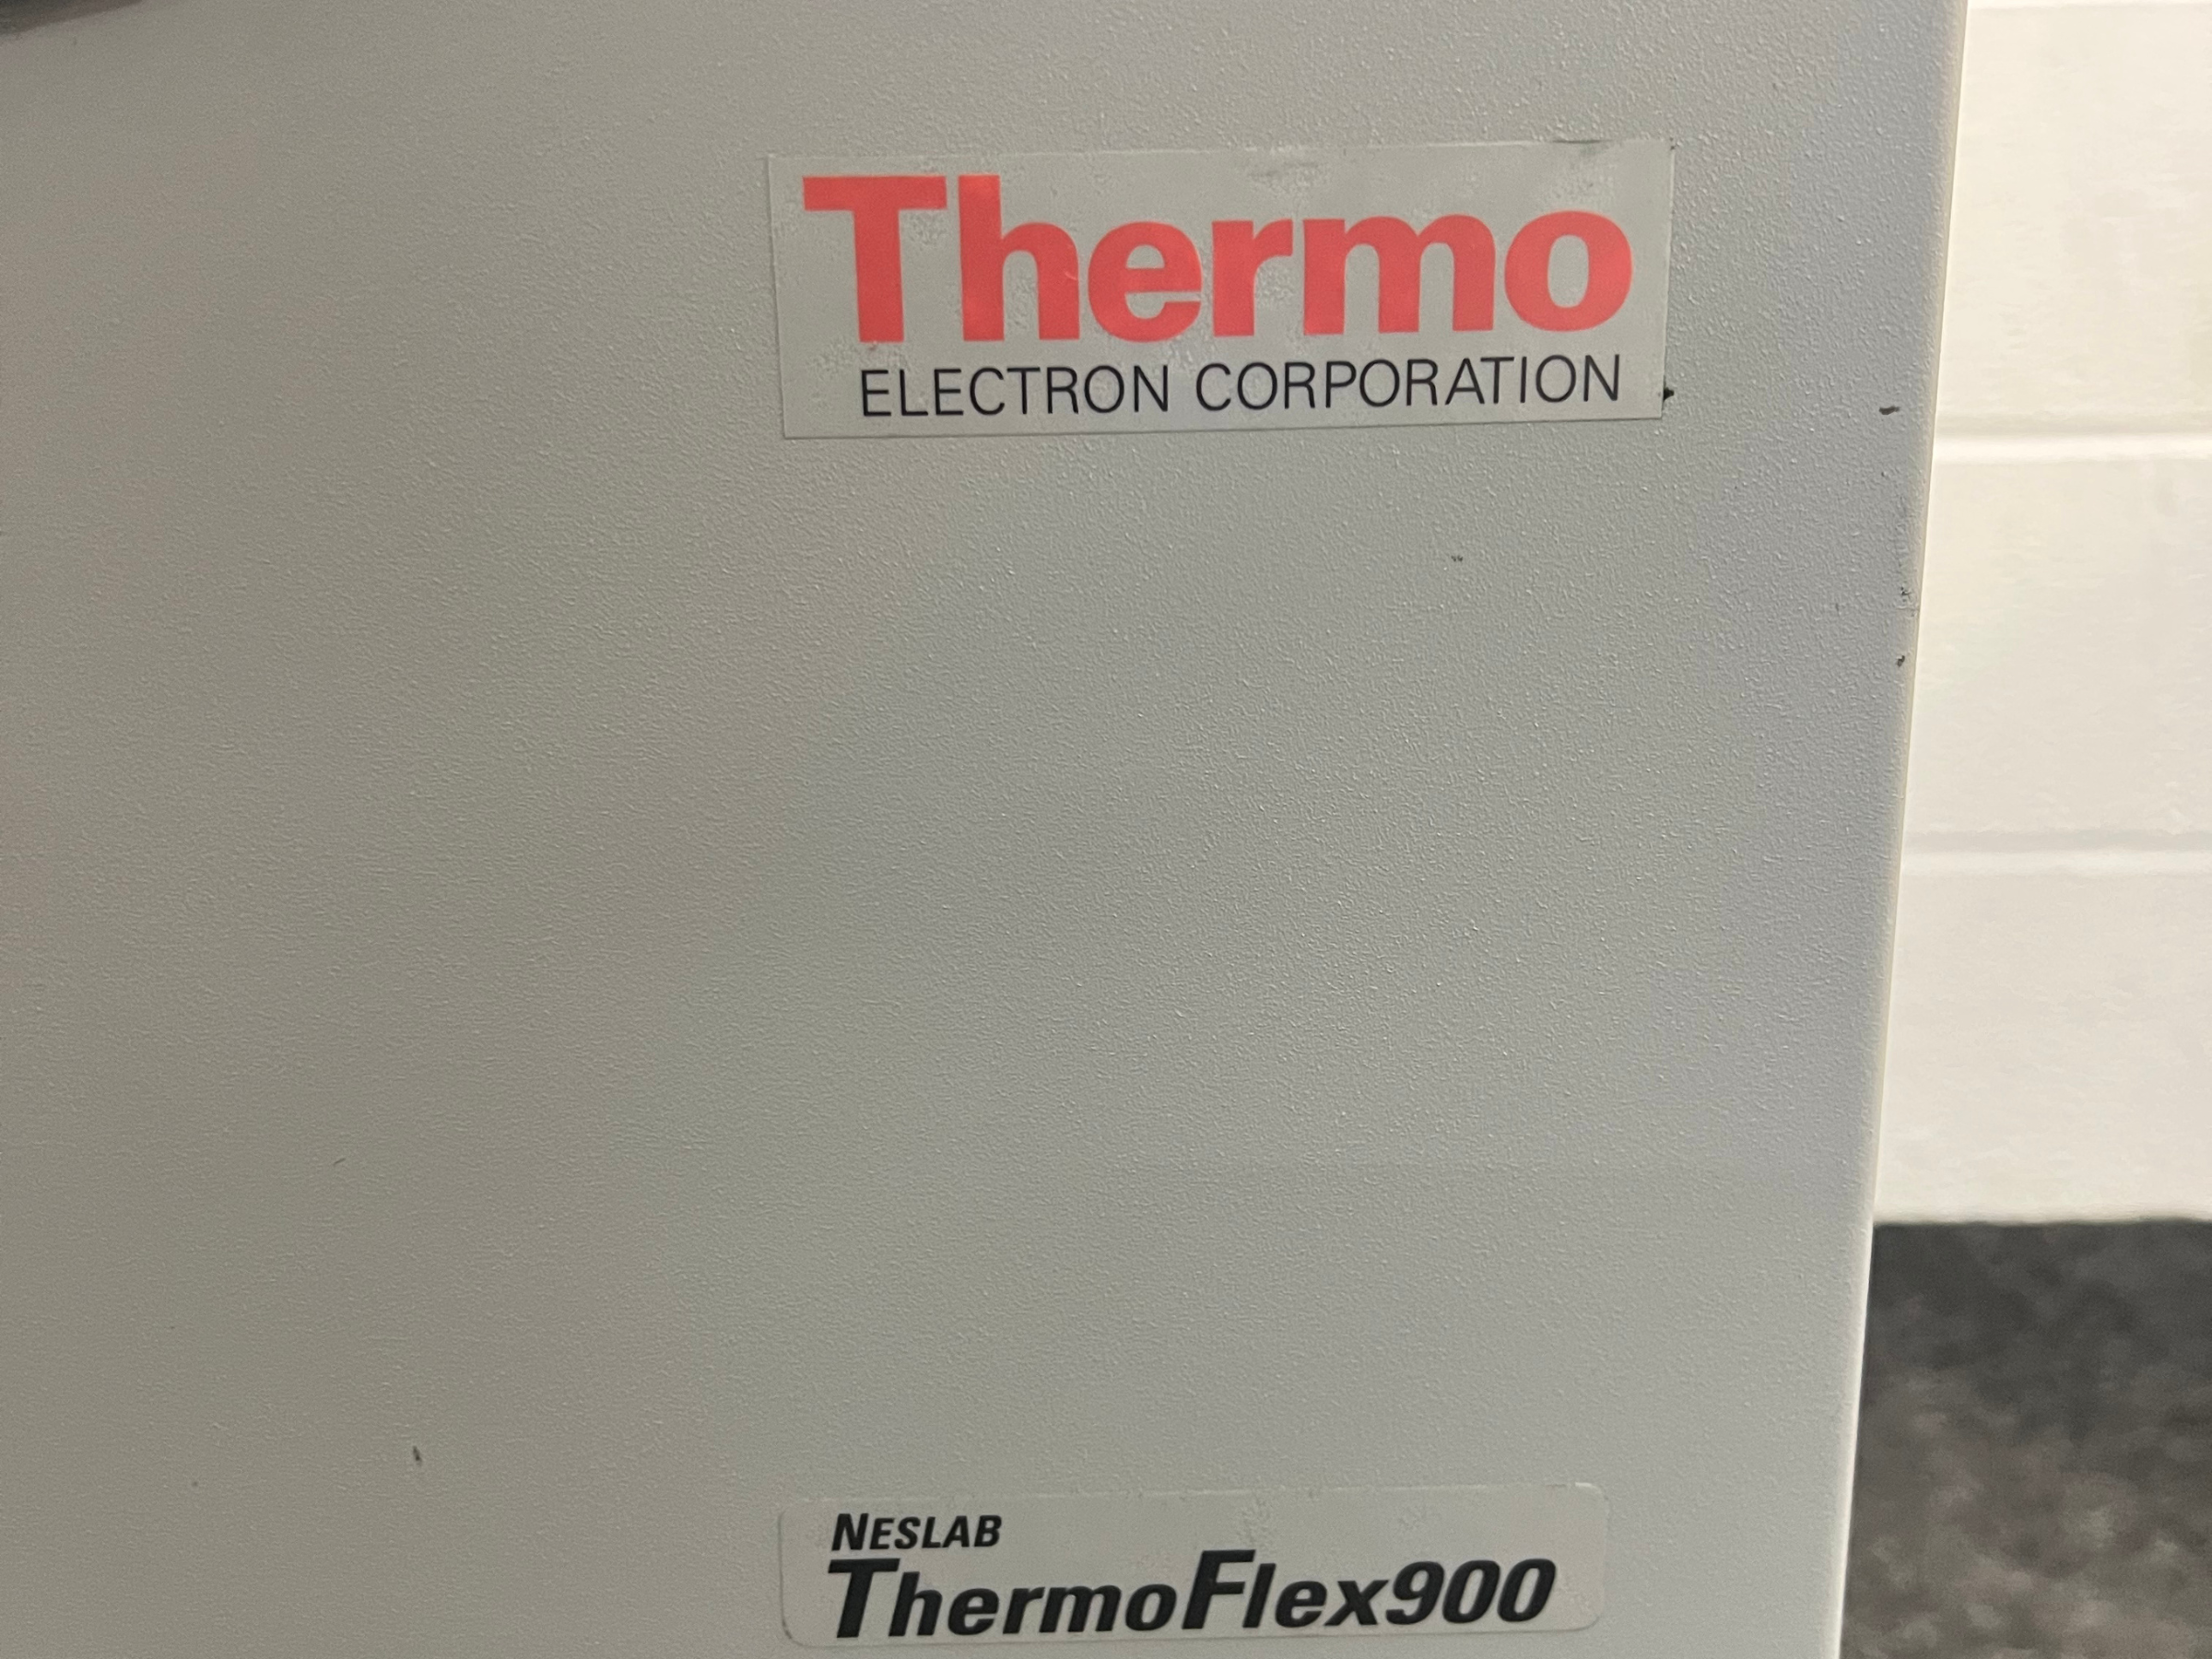 Thermo
ELECTRON CORPORATION
NESLAB
ThermoFlex900